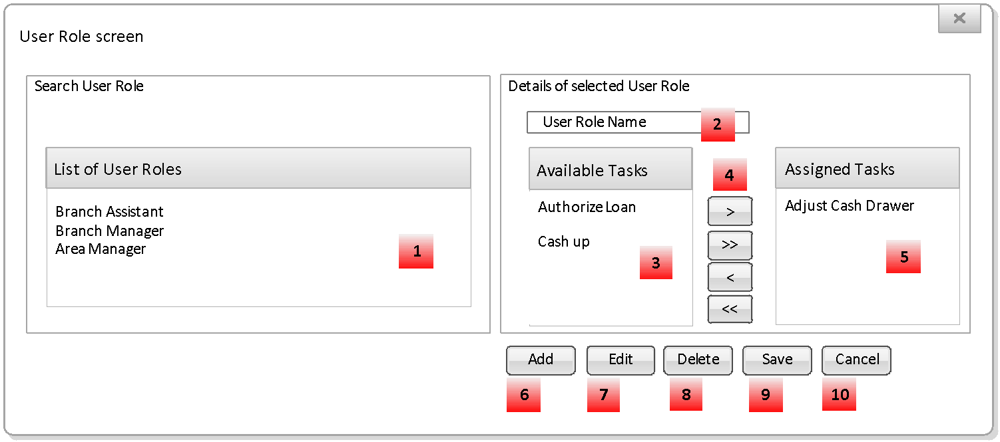 ×
User Role screen
Search User Role
List of User Roles
Branch Assistant
Branch Manager
Area Manager
1
Details of selected User Role
User Role Name
2
Available Tasks
Authorize Loan
Cash up
3
4
>
>>
<
<<
Assigned Tasks
Adjust Cash Drawer
5
Add
Edit
Delete
Save
Cancel
6
7
8
9
10